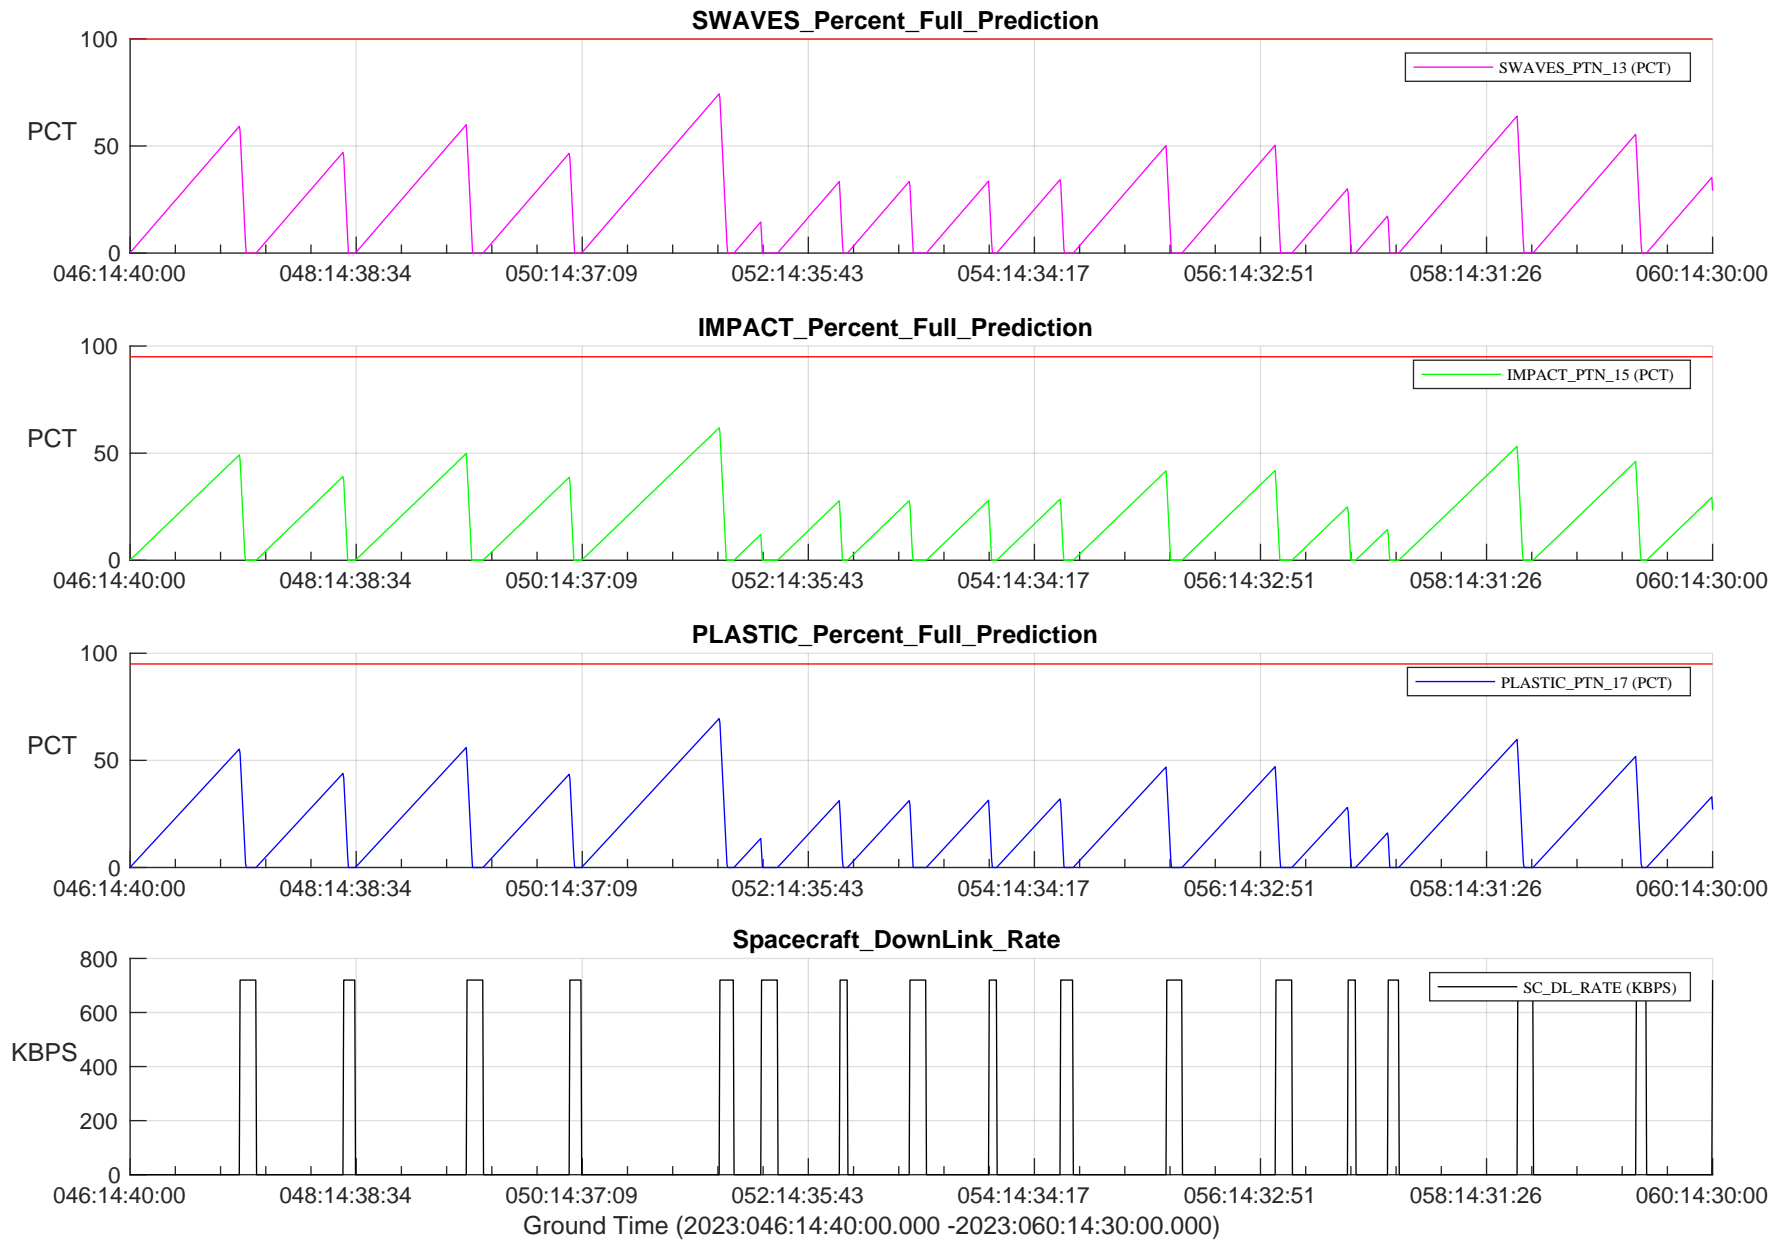 SWAVES_Percent_Full_Prediction
100
SWAVES_PTN_13 (PCT)
PCT
50
0
046:14:40:00 048:14:38:34 050:14:37:09 052:14:35:43 054:14:34:17 056:14:32:51 058:14:31:26 060:14:30:00
IMPACT_Percent_Full_Prediction
100
IMPACT_PTN_15 (PCT)
PCT
50
0
046:14:40:00 048:14:38:34 050:14:37:09 052:14:35:43 054:14:34:17 056:14:32:51 058:14:31:26 060:14:30:00
PLASTIC_Percent_Full_Prediction
100
PLASTIC_PTN_17 (PCT)
PCT
50
0
046:14:40:00 048:14:38:34 050:14:37:09 052:14:35:43 054:14:34:17 056:14:32:51 058:14:31:26 060:14:30:00
Spacecraft_DownLink_Rate
800
SC_DL_RATE (KBPS)
600
KBPS
400
200
0
046:14:40:00 048:14:38:34 050:14:37:09 052:14:35:43 054:14:34:17 056:14:32:51 058:14:31:26 060:14:30:00
Ground Time (2023:046:14:40:00.000 -2023:060:14:30:00.000)